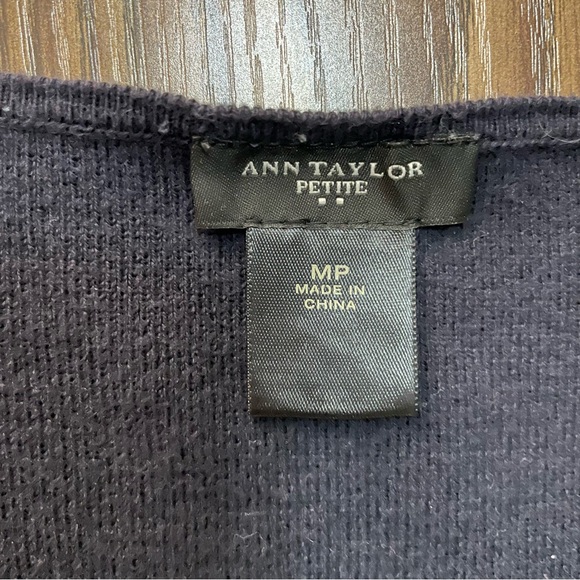 ANN TAYLOR
PETITE
MP
MADE IN
CHINA